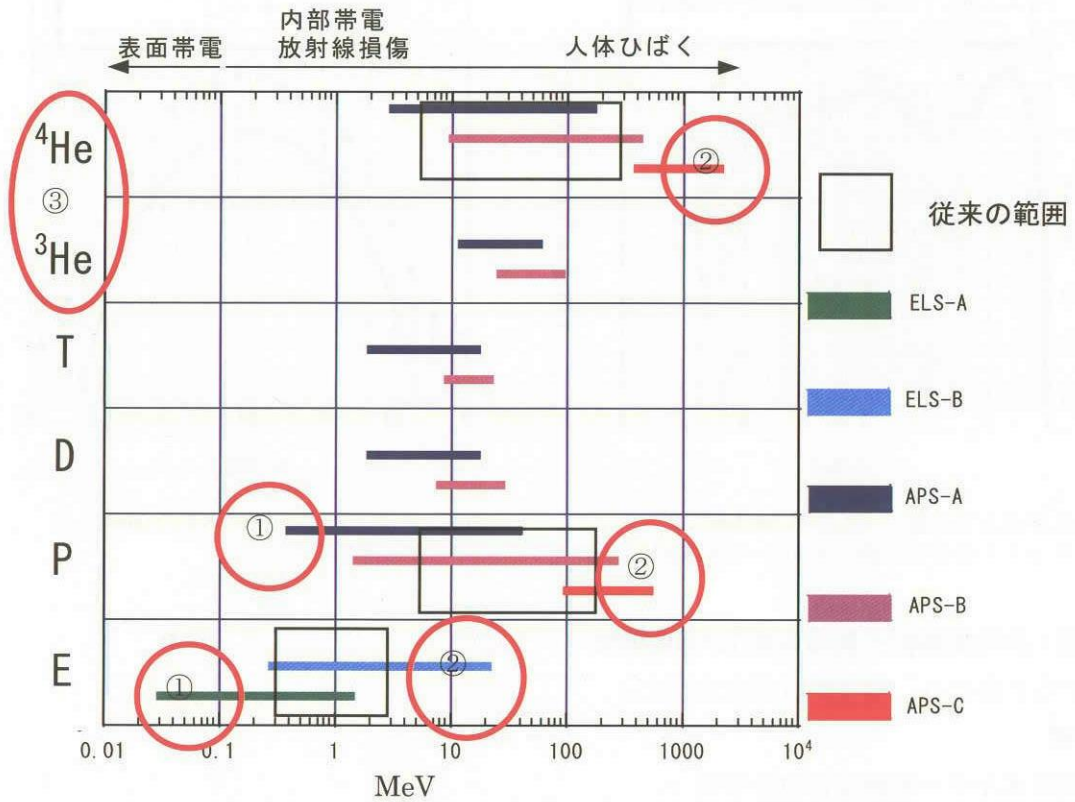 内部帯電
表面帯電 放射線損傷 人体ひばく
⁴He
②
③
従来の範囲
³He
ELS-A
T
ELS-B
D
APS-A
①
P
②
APS-B
E
②
①
APS-C
0.01 0.1 1 10 100 1000 10⁴
MeV